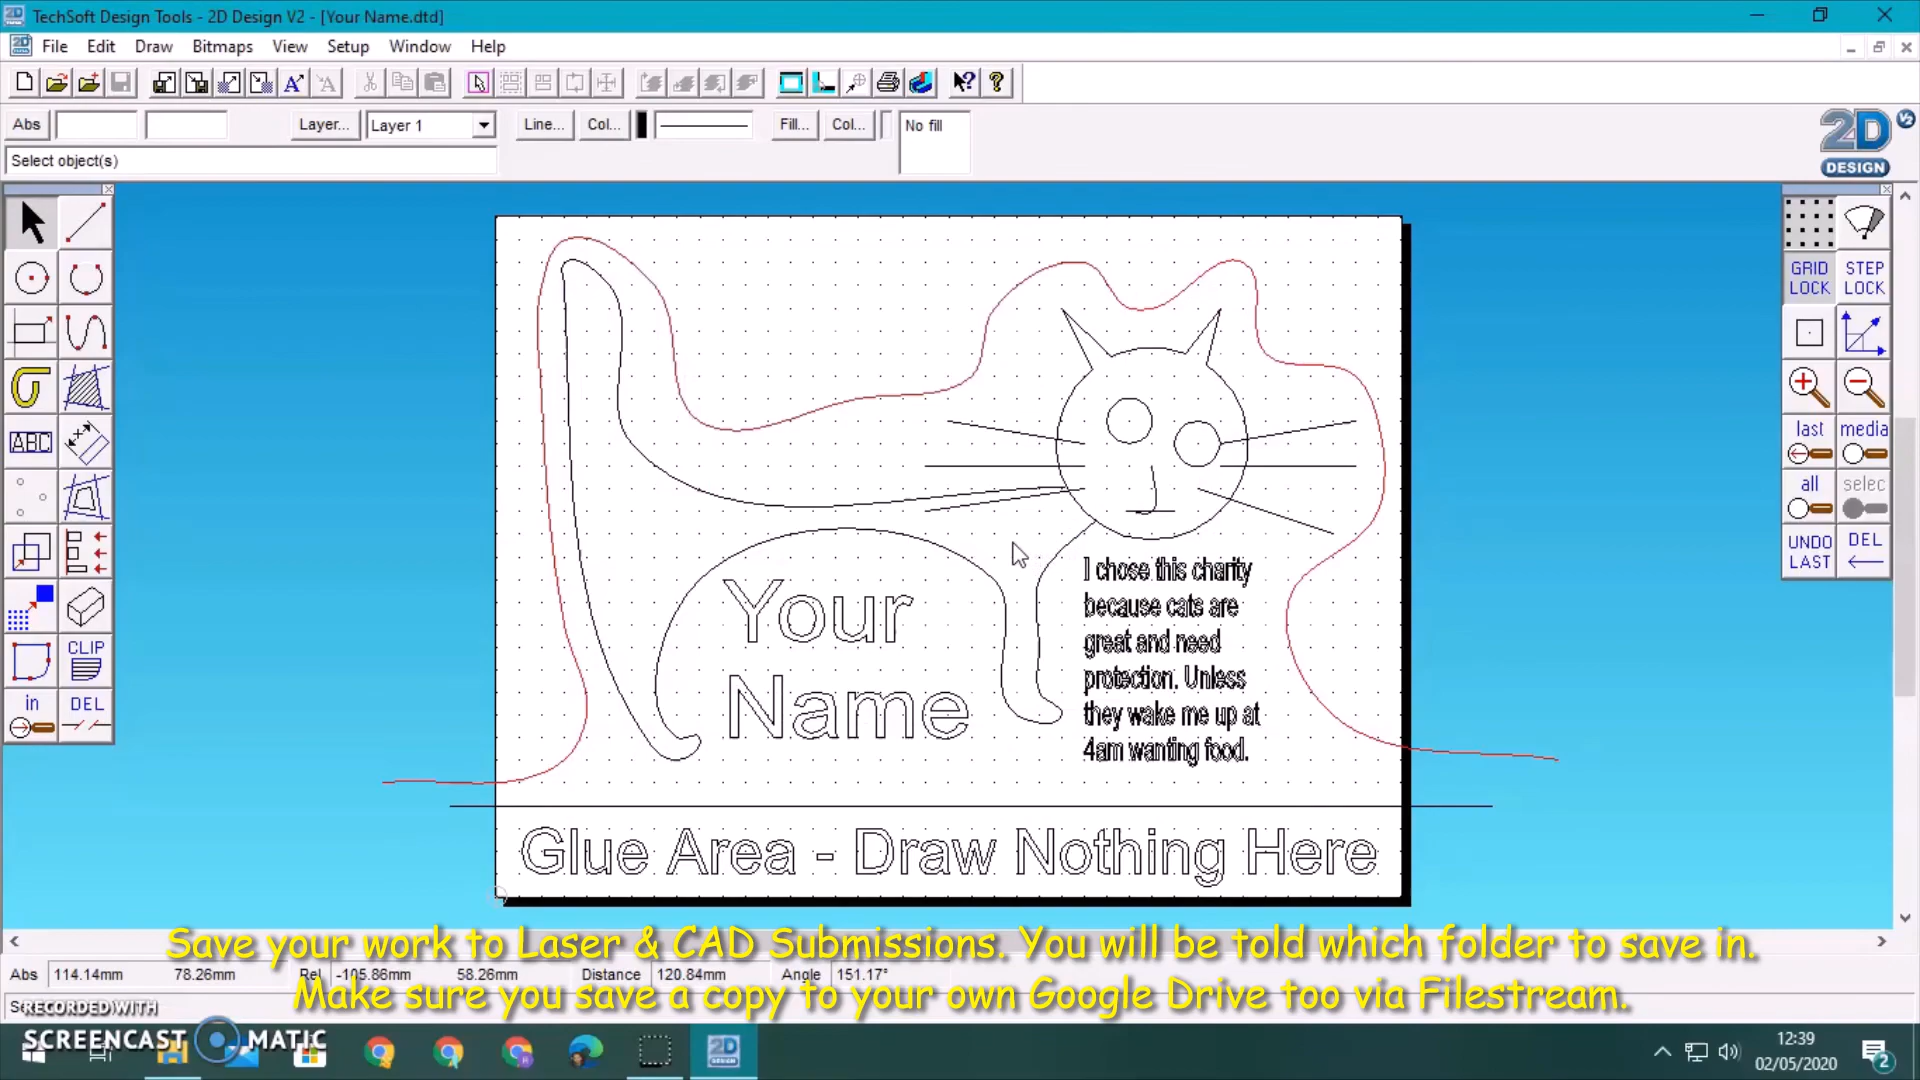 TechSoft Design Tools - 2D Design V2 - [Your Name.dtd]
File Edit Draw Bitmaps View Setup Window Help
Abs Layer... Layer 1 Line... Col... Fill... Col... No fill
Select object(s)
2D V2
DESIGN
GRID LOCK
STEP LOCK
last
media
all
selec
UNDO LAST
DEL
ABC
CLIP
in
DEL
I chose this charity
because cats are
great and need
protection. Unless
they wake me up at
4am wanting food.
Your
Name
Glue Area - Draw Nothing Here
Save your work to Laser & CAD Submissions. You will be told which folder to save in.
Abs 114.14mm 78.26mm Rel -105.86mm 58.26mm Distance 120.84mm Angle 151.17°
Make sure you save a copy to your own Google Drive too via Filestream.
RECORDED WITH
SCREENCAST MATIC
2D
DESIGN
12:39
02/05/2020
2